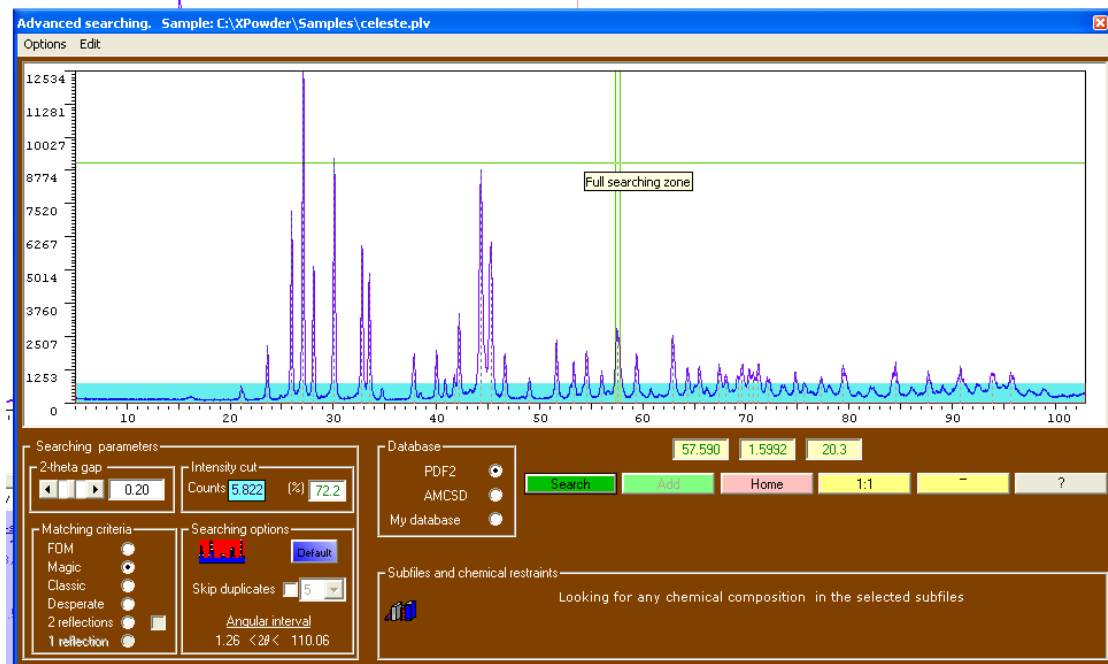 Advanced searching. Sample: C:\XPowder\Samples\celeste.plv
Options Edit
12534
11281
10027
8774
7520
6267
5014
3760
2507
1253
0
Full searching zone
10 20 30 40 50 60 70 80 90 100
Searching parameters
2-theta gap
0.20
Intensity cut
Counts 5.822 (%) 72.2
Matching criteria
FOM
Magic
Classic
Desperate
2 reflections
1 reflection
Searching options
Default
Skip duplicates 5
Angular interval
1.26 <2θ< 110.06
Database
PDF2
AMCSD
My database
57.590 1.5992 20.3
Search Add Home 1:1 – ?
Subfiles and chemical restraints
Looking for any chemical composition in the selected subfiles